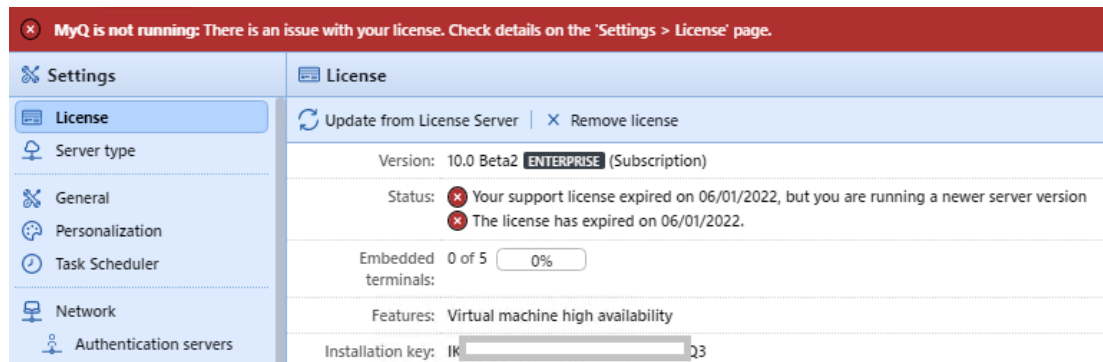 MyQ is not running: There is an issue with your license. Check details on the 'Settings > License' page.
Settings
License
Server type
General
Personalization
Task Scheduler
Network
Authentication servers
License
Update from License Server | × Remove license
Version: 10.0 Beta2 ENTERPRISE (Subscription)
Status: Your support license expired on 06/01/2022, but you are running a newer server version
The license has expired on 06/01/2022.
Embedded terminals: 0 of 5 0%
Features: Virtual machine high availability
Installation key: IK Q3